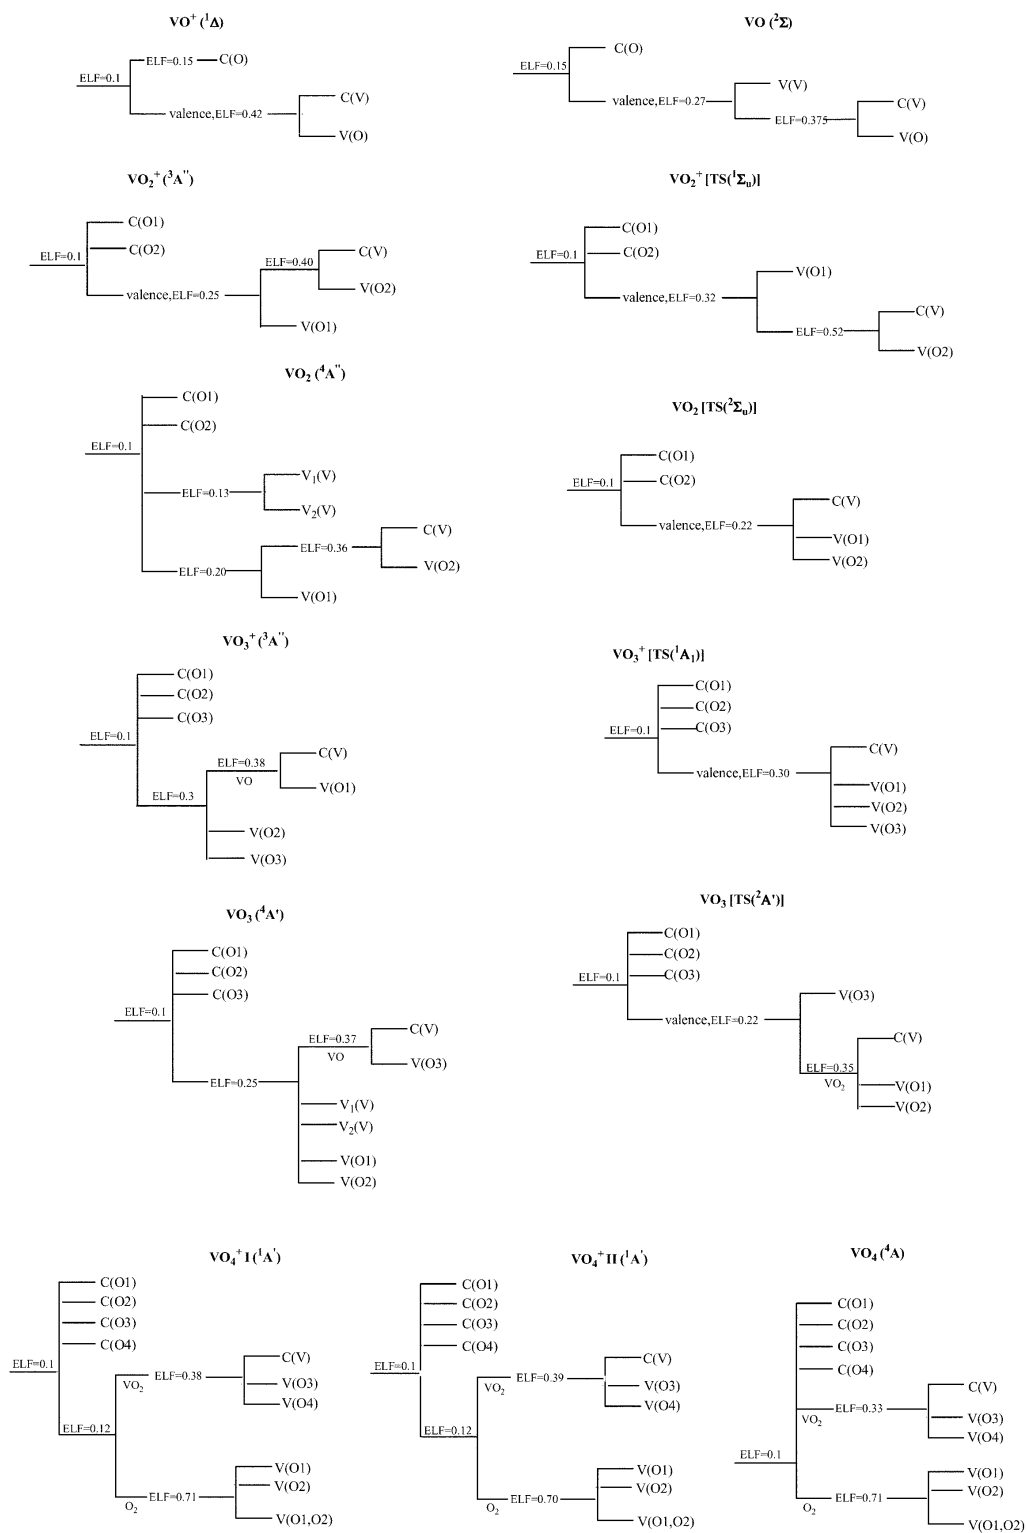 VO⁺ (¹Δ)
ELF=0.1
ELF=0.15
C(O)
valence,ELF=0.42
C(V)
V(O)
VO (²Σ)
ELF=0.15
C(O)
valence,ELF=0.27
V(V)
ELF=0.375
C(V)
V(O)
VO₂⁺ (³A'')
ELF=0.1
C(O1)
C(O2)
valence,ELF=0.25
ELF=0.40
C(V)
V(O2)
V(O1)
VO₂⁺ [TS(¹Σᵤ)]
ELF=0.1
C(O1)
C(O2)
valence,ELF=0.32
V(O1)
ELF=0.52
C(V)
V(O2)
VO₂ (⁴A'')
ELF=0.1
C(O1)
C(O2)
ELF=0.13
V₁(V)
V₂(V)
ELF=0.20
ELF=0.36
C(V)
V(O2)
V(O1)
VO₂ [TS(²Σᵤ)]
ELF=0.1
C(O1)
C(O2)
valence,ELF=0.22
C(V)
V(O1)
V(O2)
VO₃⁺ (³A'')
ELF=0.1
C(O1)
C(O2)
C(O3)
ELF=0.3
ELF=0.38
VO
C(V)
V(O1)
V(O2)
V(O3)
VO₃⁺ [TS(¹A₁)]
ELF=0.1
C(O1)
C(O2)
C(O3)
valence,ELF=0.30
C(V)
V(O1)
V(O2)
V(O3)
VO₃ (⁴A')
ELF=0.1
C(O1)
C(O2)
C(O3)
ELF=0.25
ELF=0.37
VO
C(V)
V(O3)
V₁(V)
V₂(V)
V(O1)
V(O2)
VO₃ [TS(²A')]
ELF=0.1
C(O1)
C(O2)
C(O3)
valence,ELF=0.22
V(O3)
ELF=0.35
VO₂
C(V)
V(O1)
V(O2)
VO₄⁺ I (¹A')
ELF=0.1
C(O1)
C(O2)
C(O3)
C(O4)
ELF=0.12
VO₂
ELF=0.38
C(V)
V(O3)
V(O4)
O₂
ELF=0.71
V(O1)
V(O2)
V(O1,O2)
VO₄⁺ II (¹A')
ELF=0.1
C(O1)
C(O2)
C(O3)
C(O4)
ELF=0.12
VO₂
ELF=0.39
C(V)
V(O3)
V(O4)
O₂
ELF=0.70
V(O1)
V(O2)
V(O1,O2)
VO₄ (⁴A)
ELF=0.1
C(O1)
C(O2)
C(O3)
C(O4)
VO₂
ELF=0.33
C(V)
V(O3)
V(O4)
O₂
ELF=0.71
V(O1)
V(O2)
V(O1,O2)